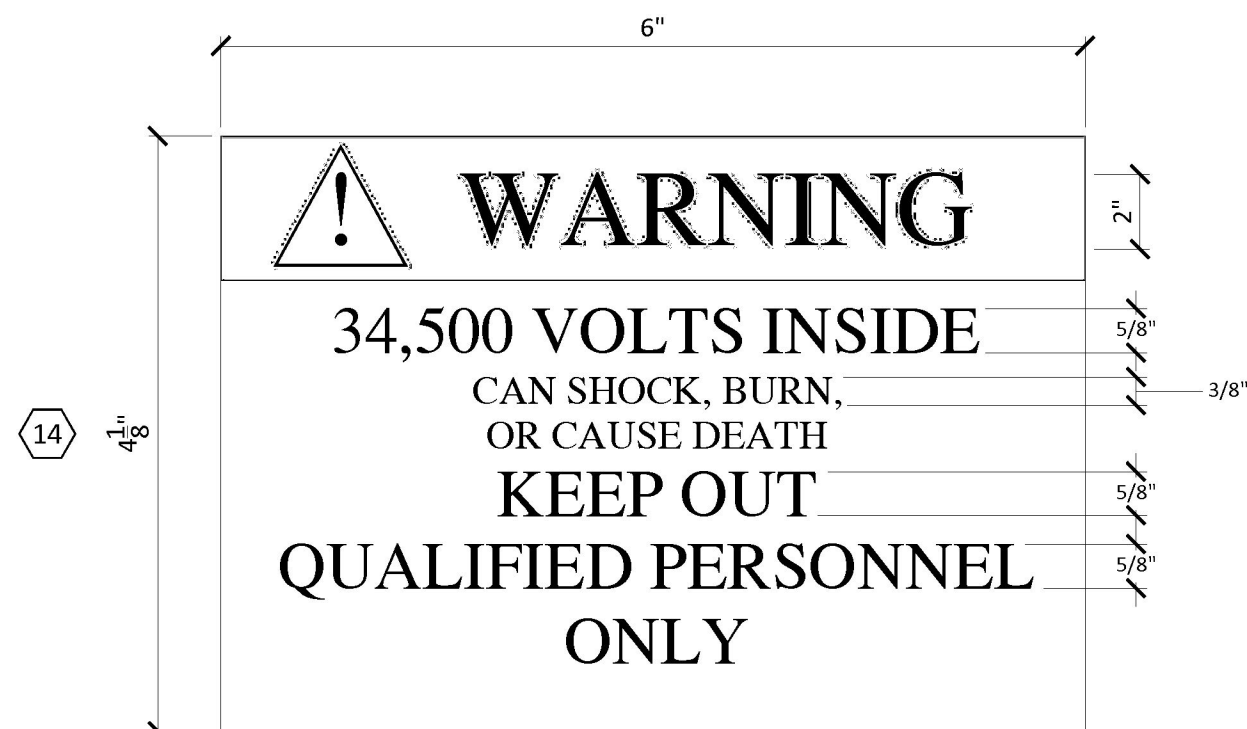 6"
! WARNING
2"
34,500 VOLTS INSIDE
5/8"
CAN SHOCK, BURN,
3/8"
OR CAUSE DEATH
14
4 1/8"
KEEP OUT
5/8"
QUALIFIED PERSONNEL
5/8"
ONLY